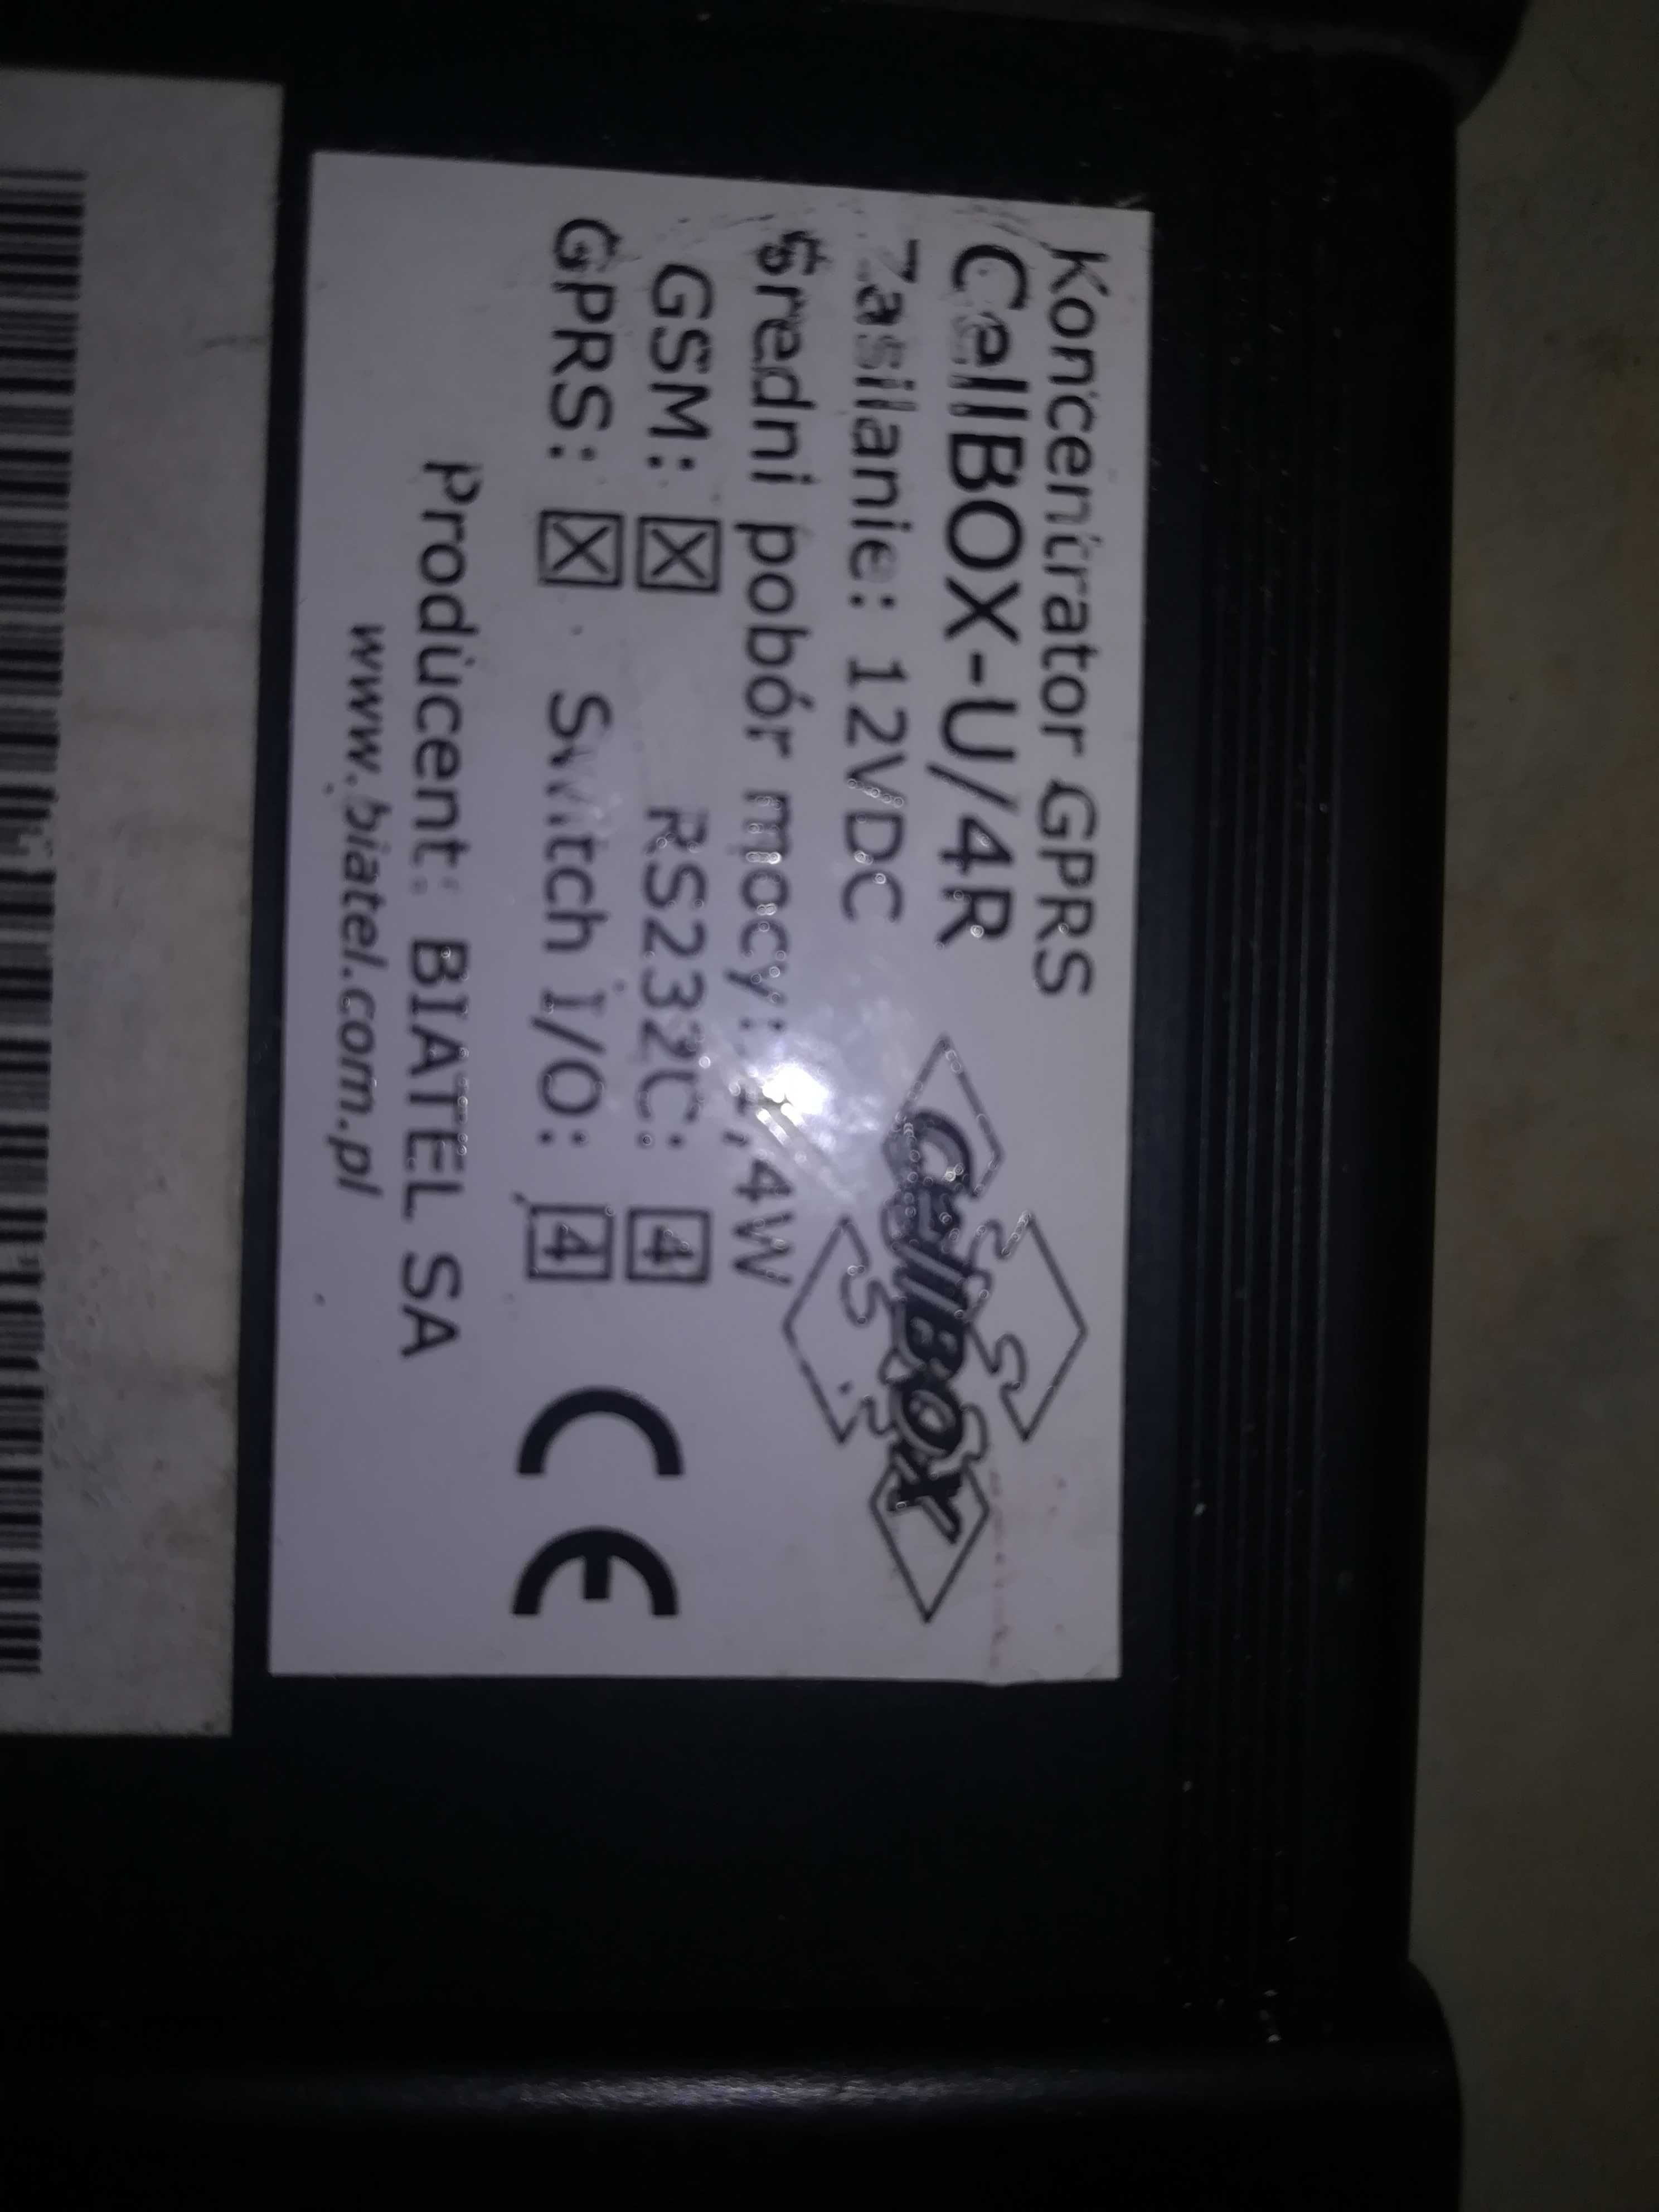 Koncentrator GPRS
CellBOX-U/4R
CellBOX
Zasilanie: 12VDC
Średni pobór mocy: ,4W
GSM: ☒ RS232C: 4
GPRS: ☒ Switch I/O: 4
CE
Producent: BIATEL SA
www.biatel.com.pl